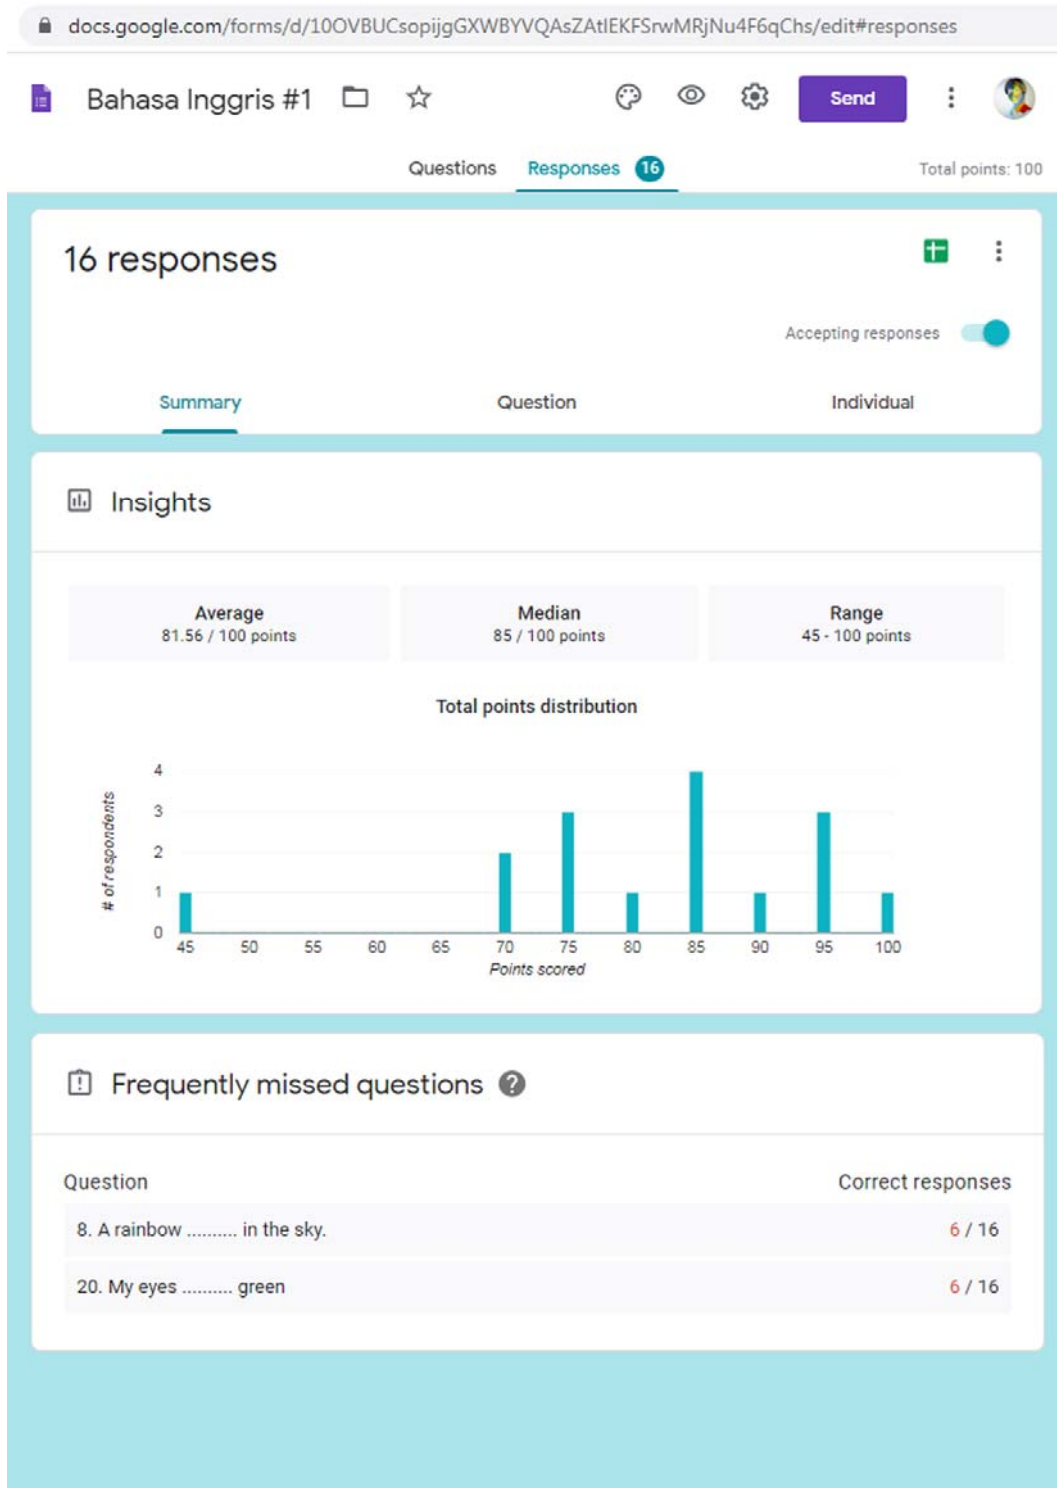 docs.google.com/forms/d/10OVBUCsopijgGXWBYVQAsZAtlEKFSrwMRjNu4F6qChs/edit#responses
Bahasa Inggris #1
Send
Questions Responses 16 Total points: 100
16 responses
Accepting responses
Summary Question Individual
Insights
Average Median Range
81.56 / 100 points 85 / 100 points 45 - 100 points
Total points distribution
# of respondents
4
3
2
1
0
45 50 55 60 65 70 75 80 85 90 95 100
Points scored
Frequently missed questions ?
Question Correct responses
8. A rainbow .......... in the sky. 6 / 16
20. My eyes .......... green 6 / 16